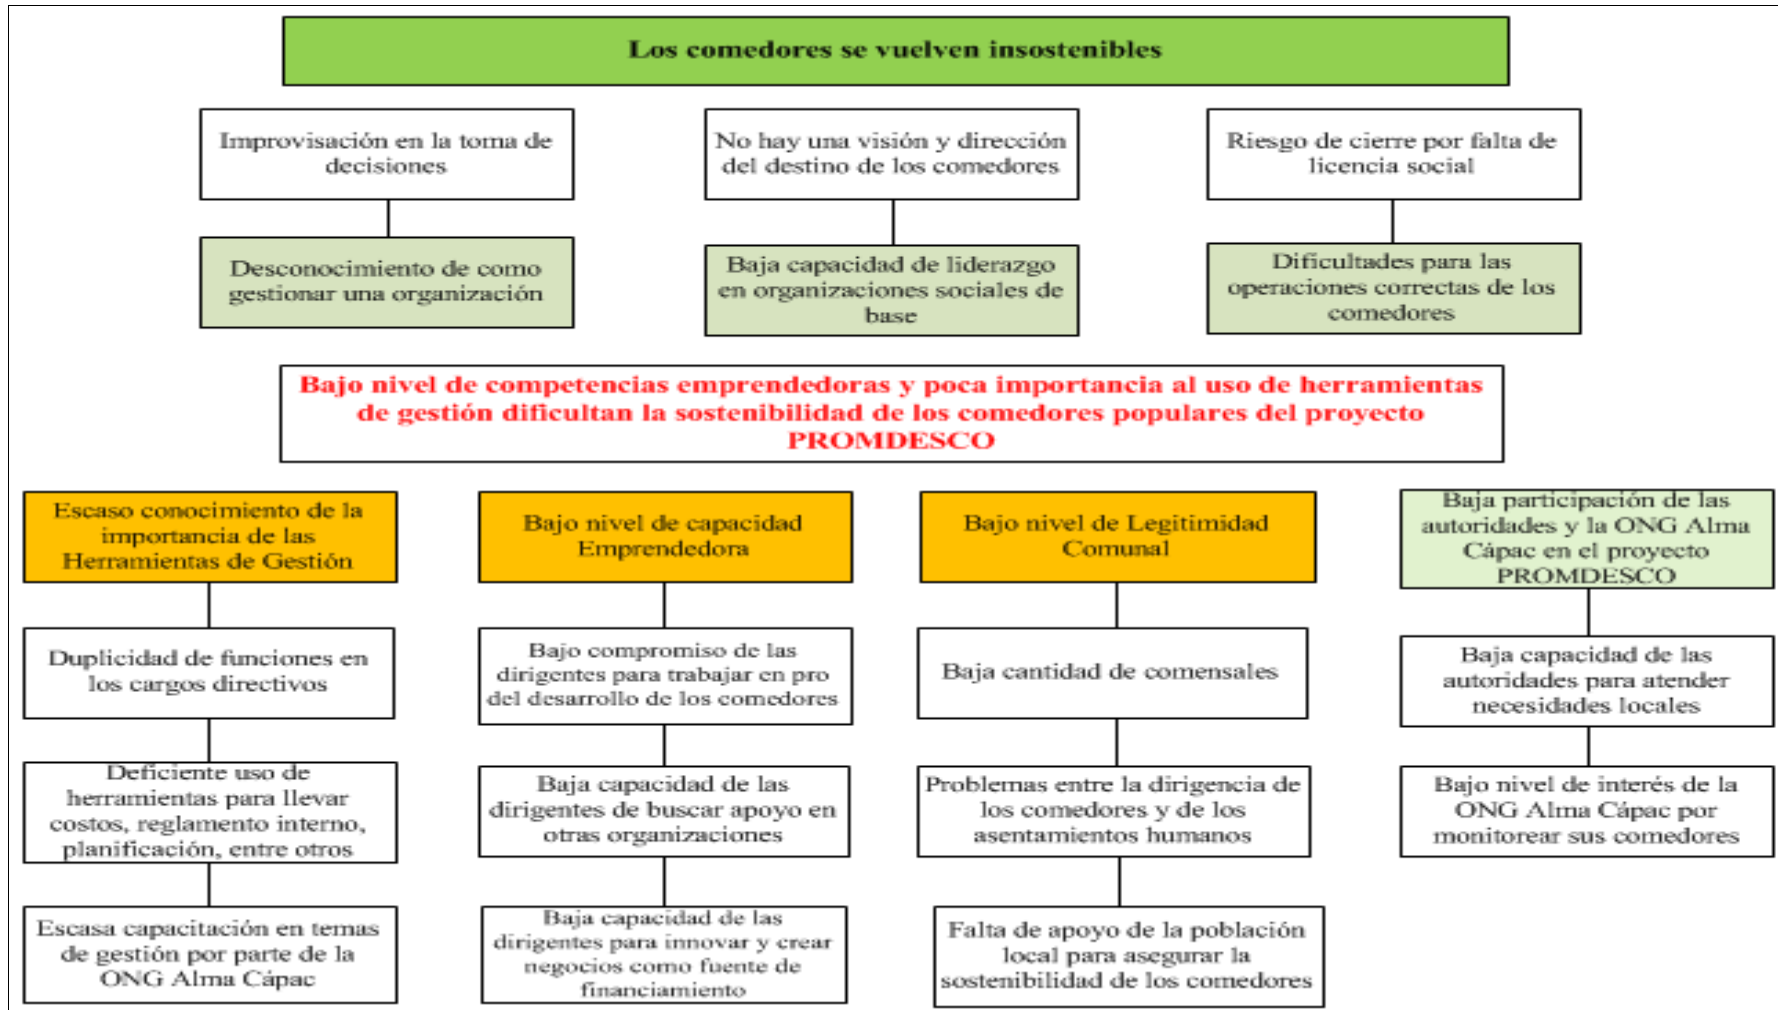 Los comedores se vuelven insostenibles
Improvisación en la toma de
decisiones
No hay una visión y dirección
del destino de los comedores
Riesgo de cierre por falta de
licencia social
Desconocimiento de como
gestionar una organización
Baja capacidad de liderazgo
en organizaciones sociales de
base
Dificultades para las
operaciones correctas de los
comedores
Bajo nivel de competencias emprendedoras y poca importancia al uso de herramientas
de gestión dificultan la sostenibilidad de los comedores populares del proyecto
PROMDESCO
Escaso conocimiento de la
importancia de las
Herramientas de Gestión
Bajo nivel de capacidad
Emprendedora
Bajo nivel de Legitimidad
Comunal
Baja participación de las
autoridades y la ONG Alma
Cápac en el proyecto
PROMDESCO
Duplicidad de funciones en
los cargos directivos
Bajo compromiso de las
dirigentes para trabajar en pro
del desarrollo de los comedores
Baja cantidad de comensales
Baja capacidad de las
autoridades para atender
necesidades locales
Deficiente uso de
herramientas para llevar
costos, reglamento interno,
planificación, entre otros
Baja capacidad de las
dirigentes de buscar apoyo en
otras organizaciones
Problemas entre la dirigencia de
los comedores y de los
asentamientos humanos
Bajo nivel de interés de la
ONG Alma Cápac por
monitorear sus comedores
Escasa capacitación en temas
de gestión por parte de la
ONG Alma Cápac
Baja capacidad de las
dirigentes para innovar y crear
negocios como fuente de
financiamiento
Falta de apoyo de la población
local para asegurar la
sostenibilidad de los comedores